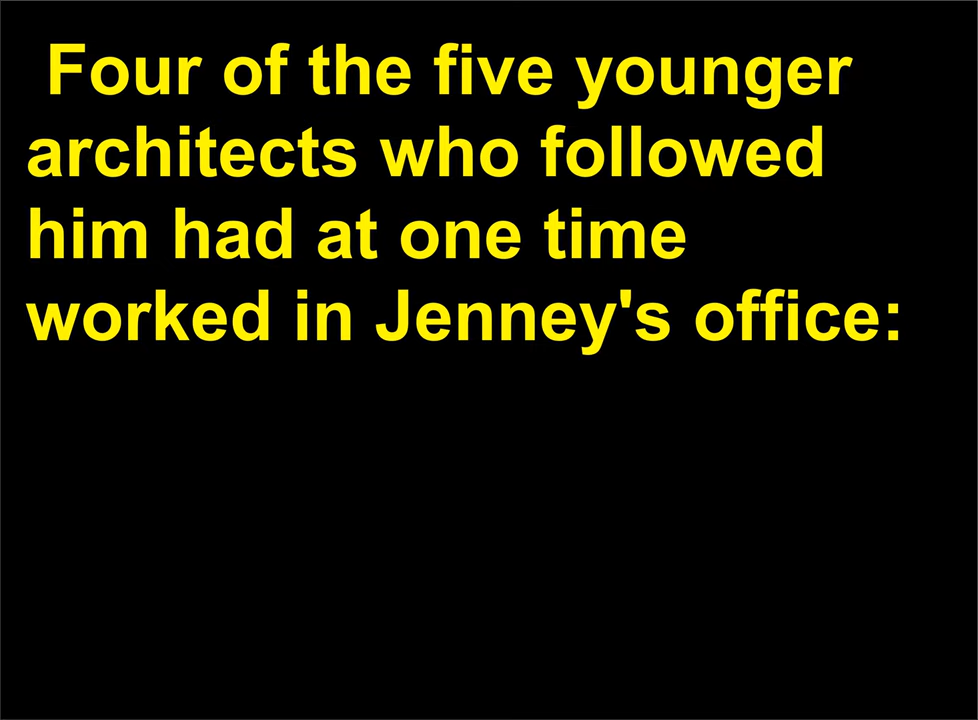 Four of the five younger
architects who followed
him had at one time
worked in Jenney's office: